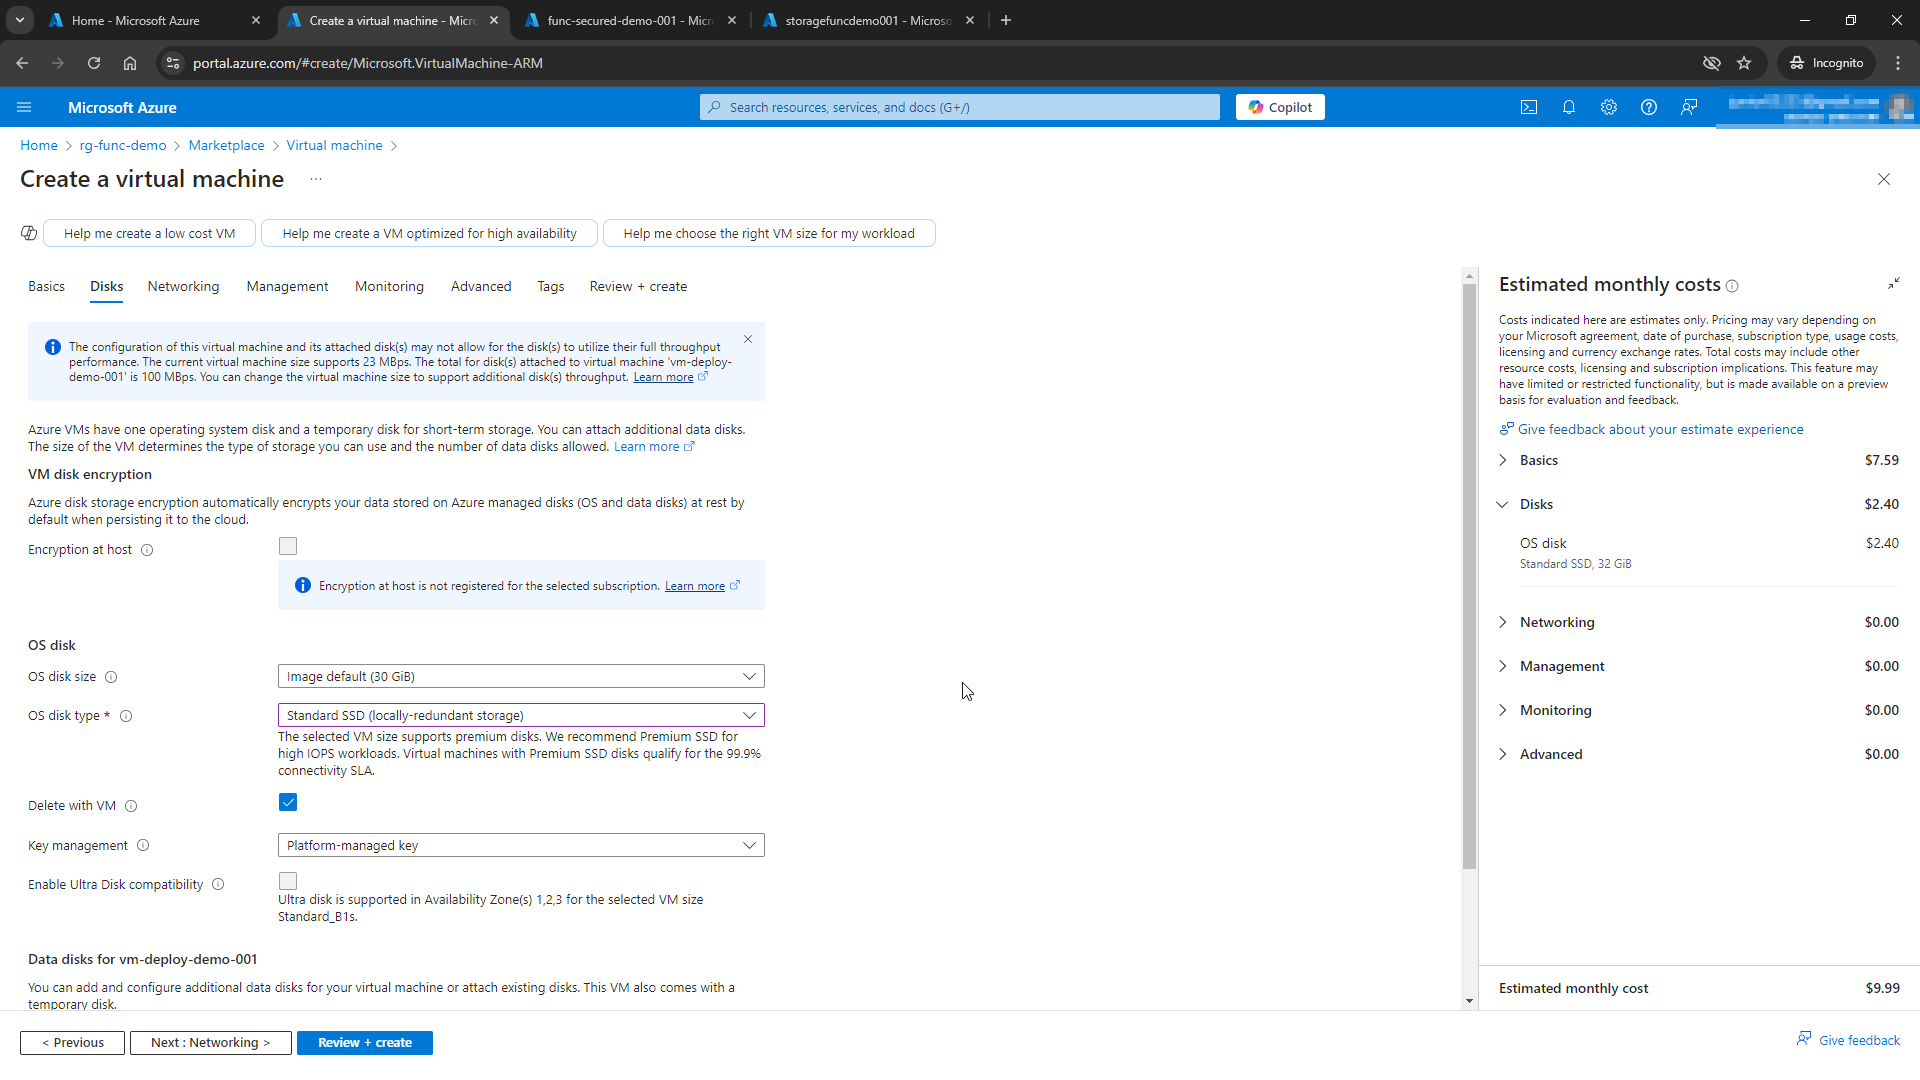 Home - Microsoft Azure
Create a virtual machine - Micr
func-secured-demo-001 - Micr
storagefuncdemo001 - Microso
portal.azure.com/#create/Microsoft.VirtualMachine-ARM
Incognito
Microsoft Azure
Search resources, services, and docs (G+/)
Copilot
Home > rg-func-demo > Marketplace > Virtual machine >
Create a virtual machine ...
Help me create a low cost VM
Help me create a VM optimized for high availability
Help me choose the right VM size for my workload
Basics
Disks
Networking
Management
Monitoring
Advanced
Tags
Review + create
The configuration of this virtual machine and its attached disk(s) may not allow for the disk(s) to utilize their full throughput
performance. The current virtual machine size supports 23 MBps. The total for disk(s) attached to virtual machine 'vm-deploy-
demo-001' is 100 MBps. You can change the virtual machine size to support additional disk(s) throughput. Learn more
Azure VMs have one operating system disk and a temporary disk for short-term storage. You can attach additional data disks.
The size of the VM determines the type of storage you can use and the number of data disks allowed. Learn more
VM disk encryption
Azure disk storage encryption automatically encrypts your data stored on Azure managed disks (OS and data disks) at rest by
default when persisting it to the cloud.
Encryption at host
Encryption at host is not registered for the selected subscription. Learn more
OS disk
OS disk size
Image default (30 GiB)
OS disk type *
Standard SSD (locally-redundant storage)
The selected VM size supports premium disks. We recommend Premium SSD for
high IOPS workloads. Virtual machines with Premium SSD disks qualify for the 99.9%
connectivity SLA.
Delete with VM
Key management
Platform-managed key
Enable Ultra Disk compatibility
Ultra disk is supported in Availability Zone(s) 1,2,3 for the selected VM size
Standard_B1s.
Data disks for vm-deploy-demo-001
You can add and configure additional data disks for your virtual machine or attach existing disks. This VM also comes with a
temporary disk.
< Previous
Next : Networking >
Review + create
Estimated monthly costs
Costs indicated here are estimates only. Pricing may vary depending on
your Microsoft agreement, date of purchase, subscription type, usage costs,
licensing and currency exchange rates. Total costs may include other
resource costs, licensing and subscription implications. This feature may
have limited or restricted functionality, but is made available on a preview
basis for evaluation and feedback.
Give feedback about your estimate experience
Basics $7.59
Disks $2.40
OS disk $2.40
Standard SSD, 32 GiB
Networking $0.00
Management $0.00
Monitoring $0.00
Advanced $0.00
Estimated monthly cost $9.99
Give feedback